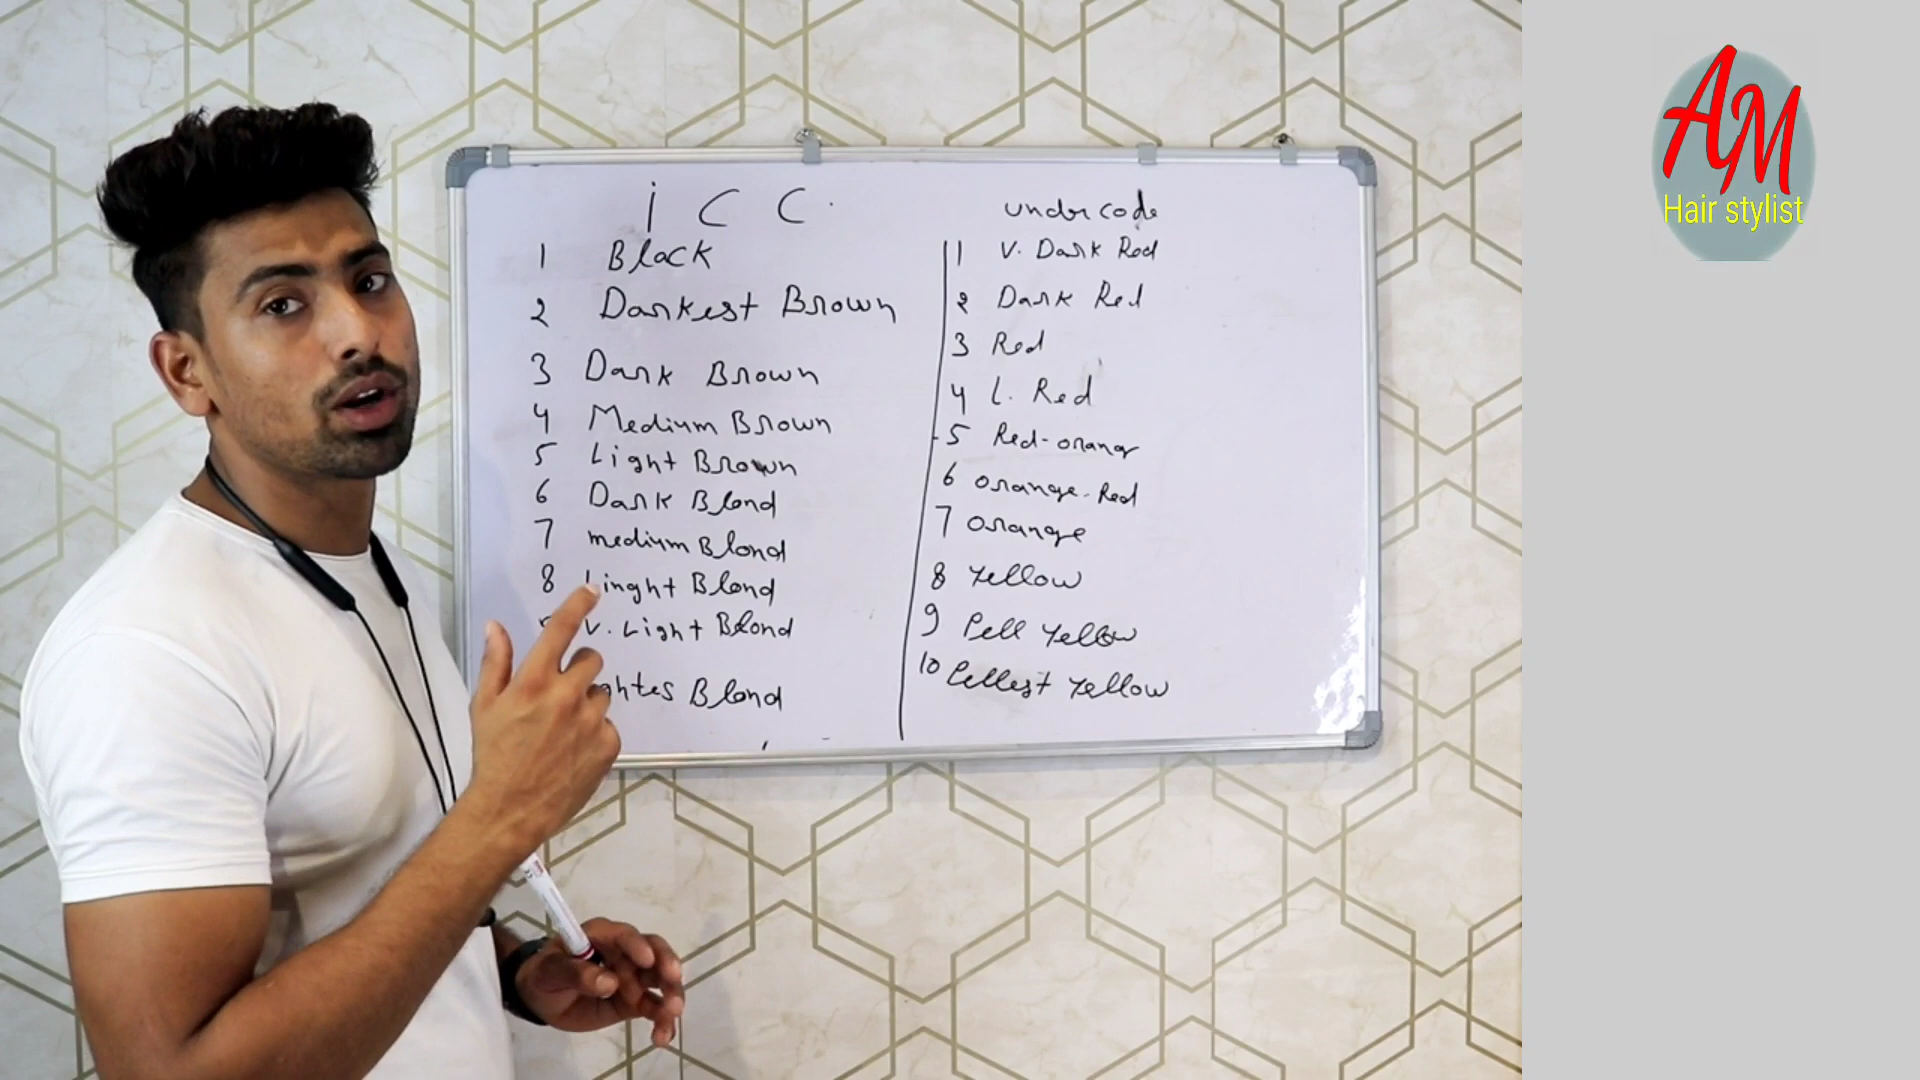 i C C.
1 Black
2 Darkest Brown
3 Dark Brown
4 Medium Brown
5 Light Brown
6 Dark Blond
7 medium Blond
8 Linght Blond
V. Light Blond
Blond
undercode
1 V. Dark Red
2 Dark Red
3 Red
4 L. Red
5 Red-orang
6 orange-Red
7 orange
8 Yellow
9 Pell Yellow
10 Pellest Yellow
AM
Hair stylist